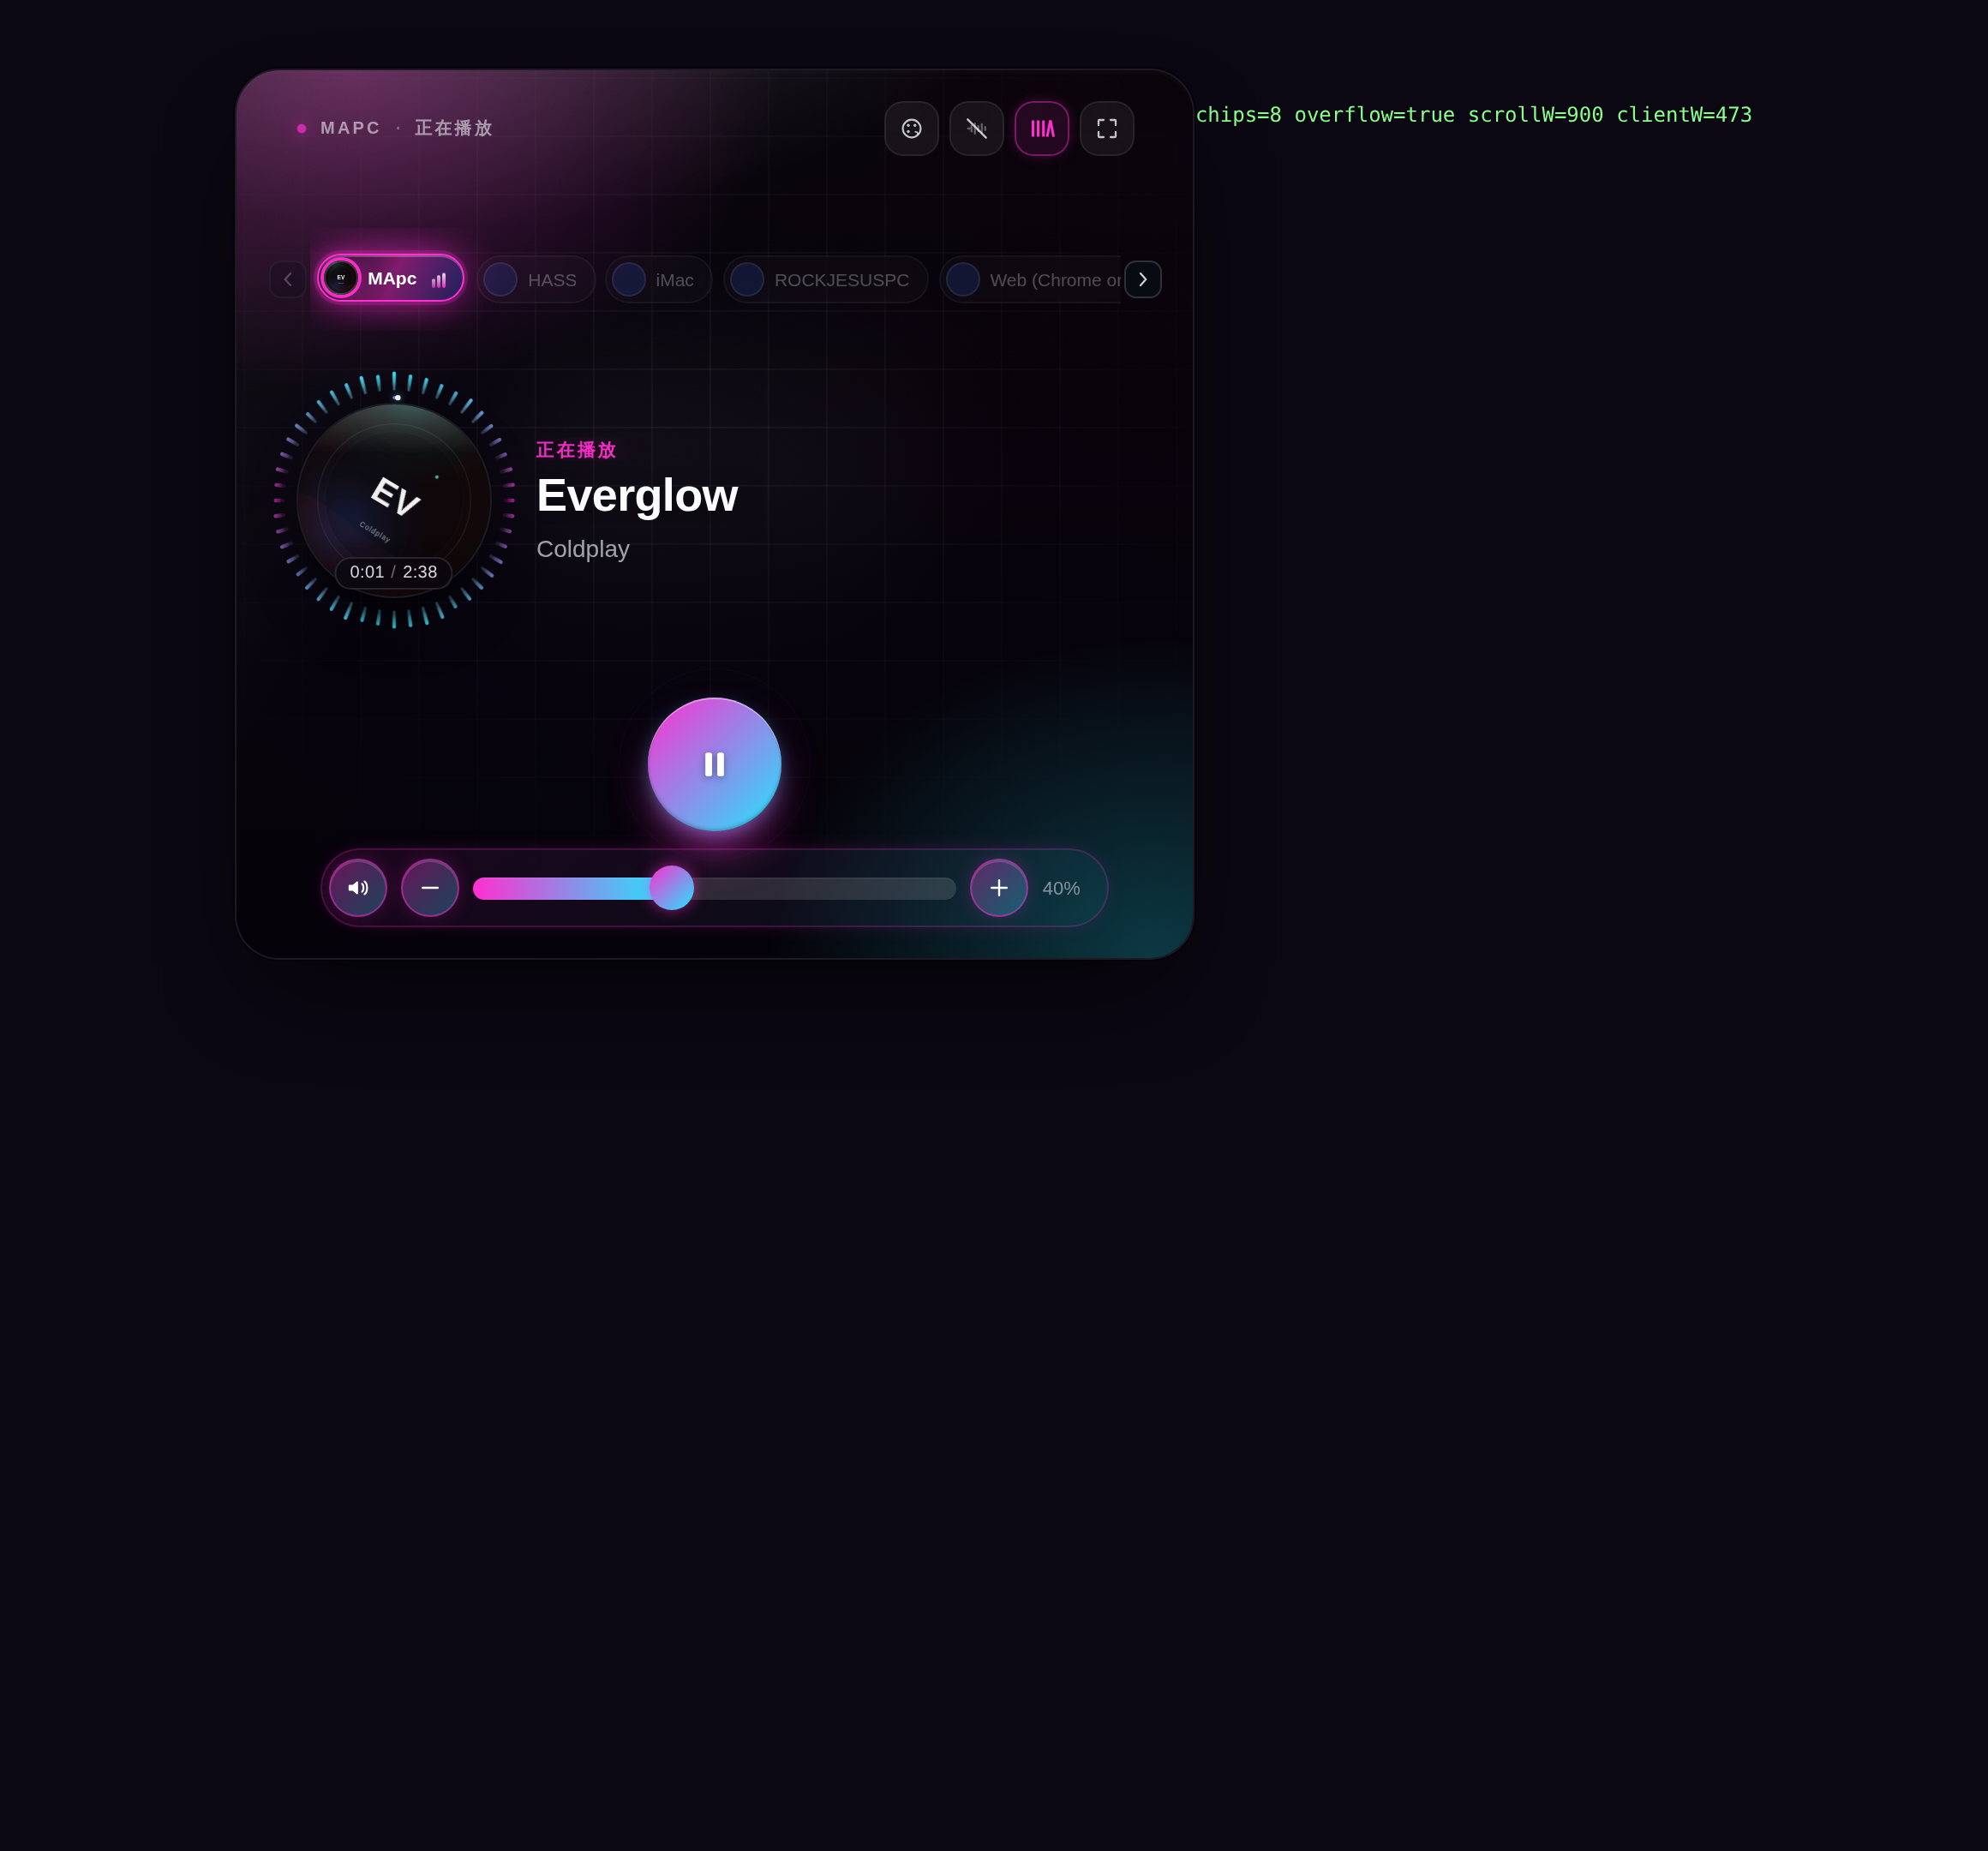 MAPC · 正在播放
chips=8 overflow=true scrollW=900 clientW=473
EV MApc HASS iMac ROCKJESUSPC Web (Chrome or
正在播放
Everglow
Coldplay
EV
Coldplay
0:01 / 2:38
40%